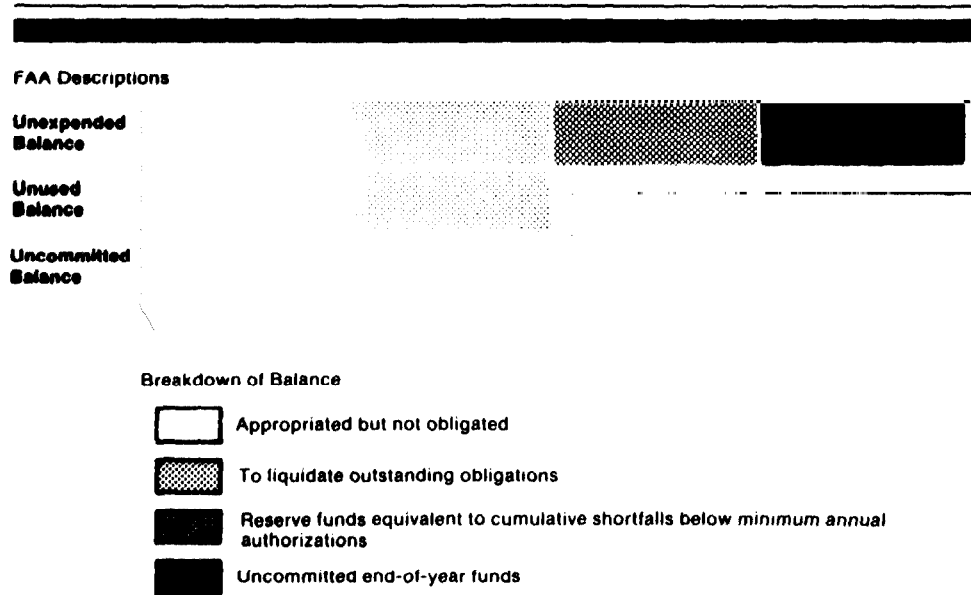 FAA Descriptions
Unexpended
Balance
Unused
Balance
Uncommitted
Balance
Breakdown of Balance
Appropriated but not obligated
To liquidate outstanding obligations
Reserve funds equivalent to cumulative shortfalls below minimum annual
authorizations
Uncommitted end-of-year funds